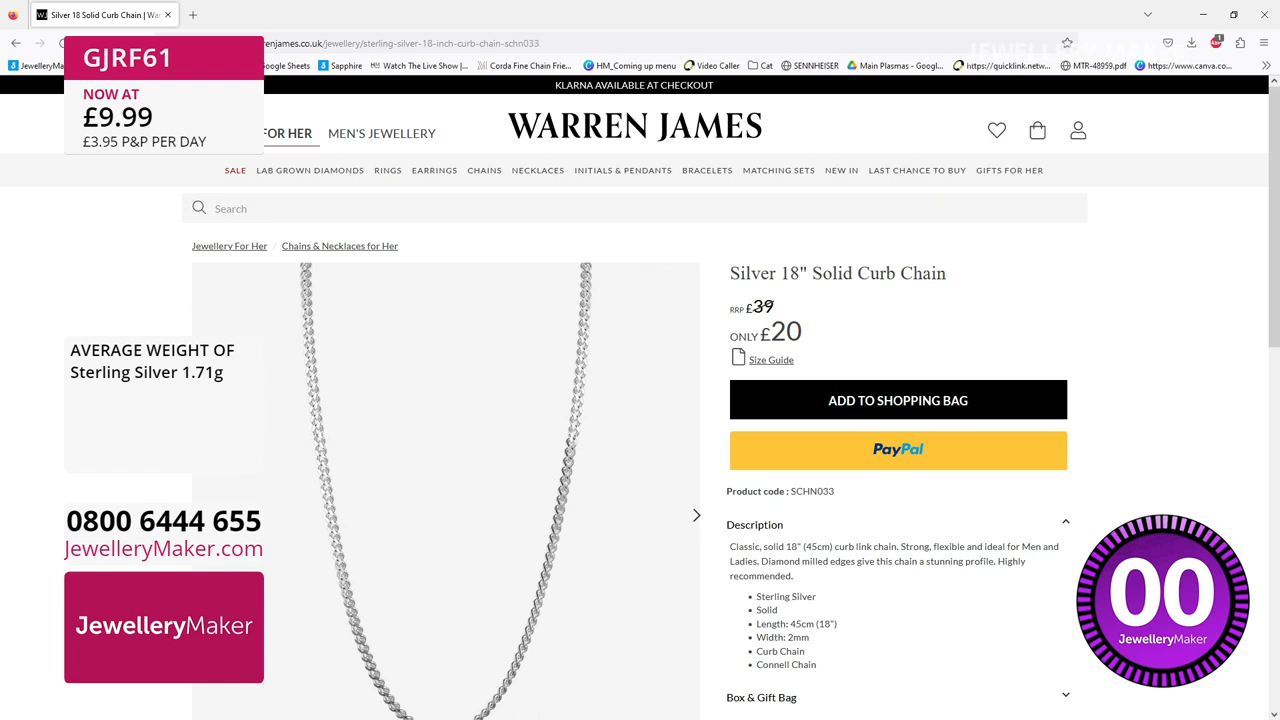 Silver 18" Solid Curb Chain | War
renjames.co.uk/jewellery/sterling-silver-18-inch-curb-chain-schn033
JEWELLERY MAK
JewelleryM
Google Sheets
Sapphire
Watch The Live Show |...
Corda Fine Chain Frie...
HM_Coming up menu
Video Caller
Cat
SENNHEISER
Main Plasmas - Googl...
https://quicklink.netw...
MTR-48959.pdf
https://www.canva.co...
GJRF61
NOW AT
£9.99
£3.95 P&P PER DAY
KLARNA AVAILABLE AT CHECKOUT
FOR HER
MEN'S JEWELLERY
WARREN JAMES
SALE
LAB GROWN DIAMONDS
RINGS
EARRINGS
CHAINS
NECKLACES
INITIALS & PENDANTS
BRACELETS
MATCHING SETS
NEW IN
LAST CHANCE TO BUY
GIFTS FOR HER
Search
Jewellery For Her / Chains & Necklaces for Her
Silver 18" Solid Curb Chain
RRP £39
ONLY £20
Size Guide
ADD TO SHOPPING BAG
PayPal
Product code : SCHN033
Description
Classic, solid 18" (45cm) curb link chain. Strong, flexible and ideal for Men and
Ladies. Diamond milled edges give this chain a stunning profile. Highly
recommended.
Sterling Silver
Solid
Length: 45cm (18")
Width: 2mm
Curb Chain
Connell Chain
Box & Gift Bag
AVERAGE WEIGHT OF
Sterling Silver 1.71g
0800 6444 655
JewelleryMaker.com
JewelleryMaker
00
JewelleryMaker